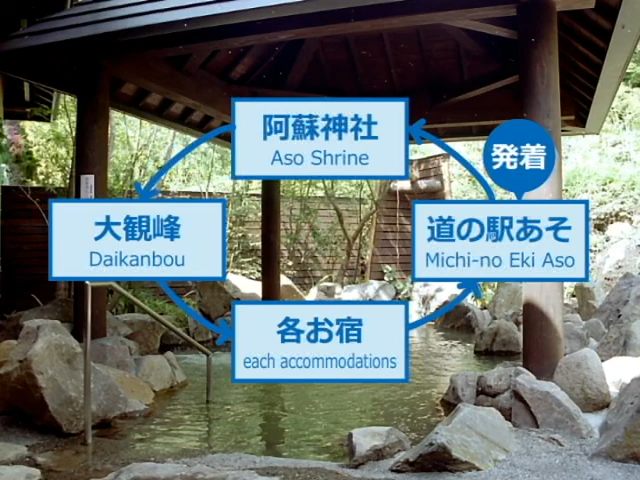 阿蘇神社
Aso Shrine
発着
大観峰
Daikanbou
道の駅あそ
Michi-no Eki Aso
各お宿
each accommodations